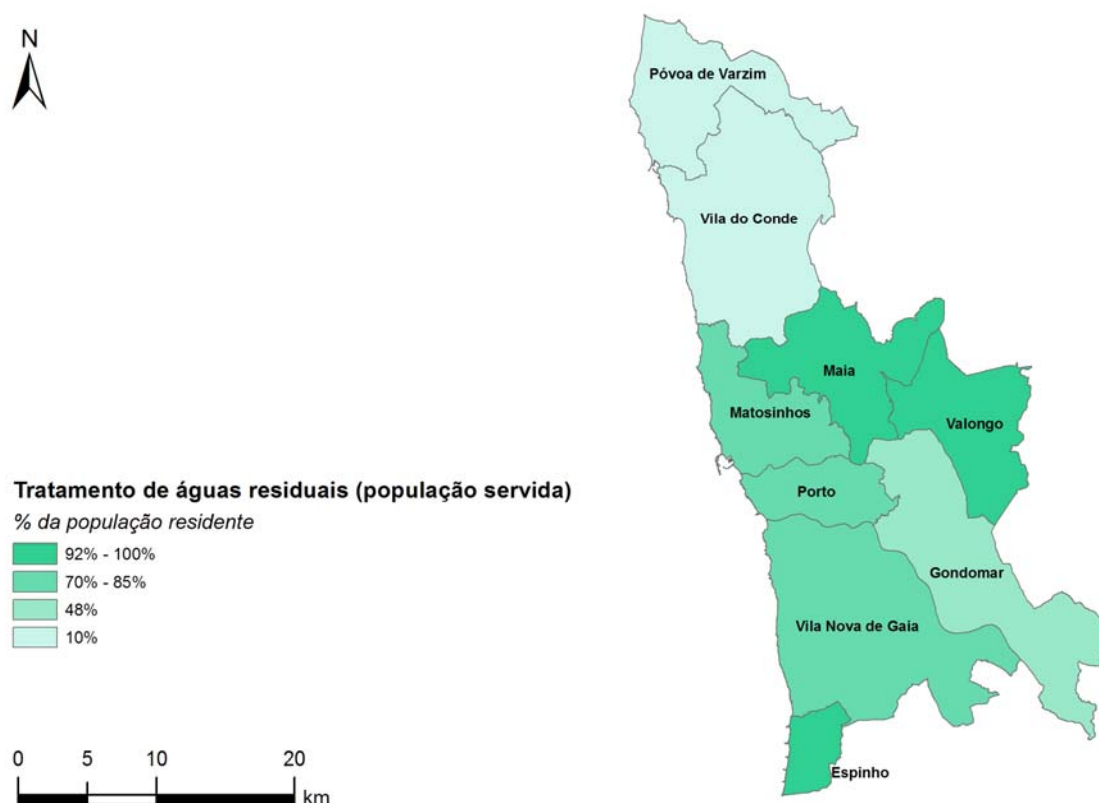 N
Póvoa de Varzim
Vila do Conde
Maia
Matosinhos
Valongo
Porto
Gondomar
Vila Nova de Gaia
Espinho
Tratamento de águas residuais (população servida)
% da população residente
92% - 100%
70% - 85%
48%
10%
0 5 10 20
km